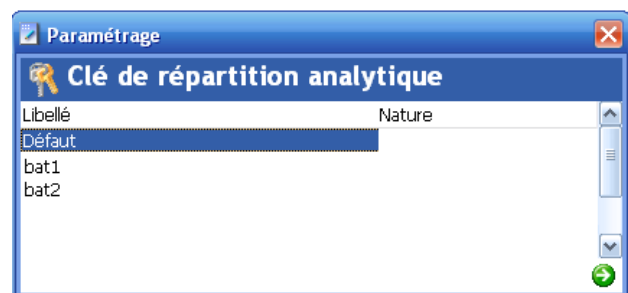 Paramétrage
Clé de répartition analytique
Libellé Nature
Défaut
bat1
bat2